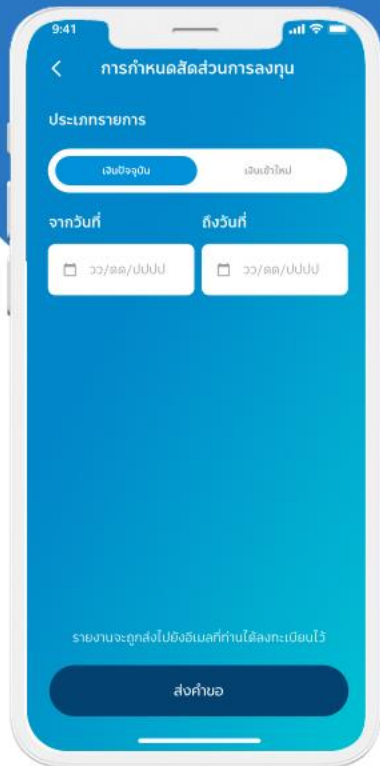 9:41
การกำหนดสัดส่วนการลงทุน
ประเภทรายการ
เงินปัจจุบัน เงินเข้าใหม่
จากวันที่ ถึงวันที่
วว/ดด/ปปปป วว/ดด/ปปปป
รายงานจะถูกส่งไปยังอีเมลที่ท่านได้ลงทะเบียนไว้
ส่งคำขอ